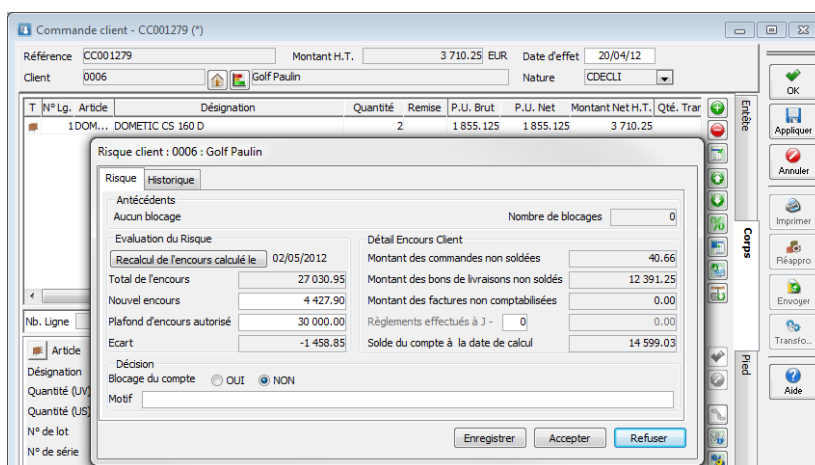 Commande client - CC001279 (*)
Référence CC001279 Montant H.T. 3 710.25 EUR Date d'effet 20/04/12
Client 0006 Golf Paulin Nature CDECLI
T N° Lg. Article Désignation Quantité Remise P.U. Brut P.U. Net Montant Net H.T. Qté. Trar
1 DOM... DOMETIC CS 160 D 2 1 855.125 1 855.125 3 710.25
Entête
Corps
Pied
OK
Appliquer
Annuler
Imprimer
Réappro
Envoyer
Transfo...
Aide
Nb. Ligne
Article
Désignation
Quantité (UV)
Quantité (US)
N° de lot
N° de série
Risque client : 0006 : Golf Paulin
Risque Historique
Antécédents
Aucun blocage Nombre de blocages 0
Evaluation du Risque
Recalcul de l'encours calculé le 02/05/2012
Total de l'encours 27 030.95
Nouvel encours 4 427.90
Plafond d'encours autorisé 30 000.00
Ecart -1 458.85
Détail Encours Client
Montant des commandes non soldées 40.66
Montant des bons de livraisons non soldés 12 391.25
Montant des factures non comptabilisées 0.00
Règlements effectués à J - 0 0.00
Solde du compte à la date de calcul 14 599.03
Décision
Blocage du compte OUI NON
Motif
Enregistrer Accepter Refuser